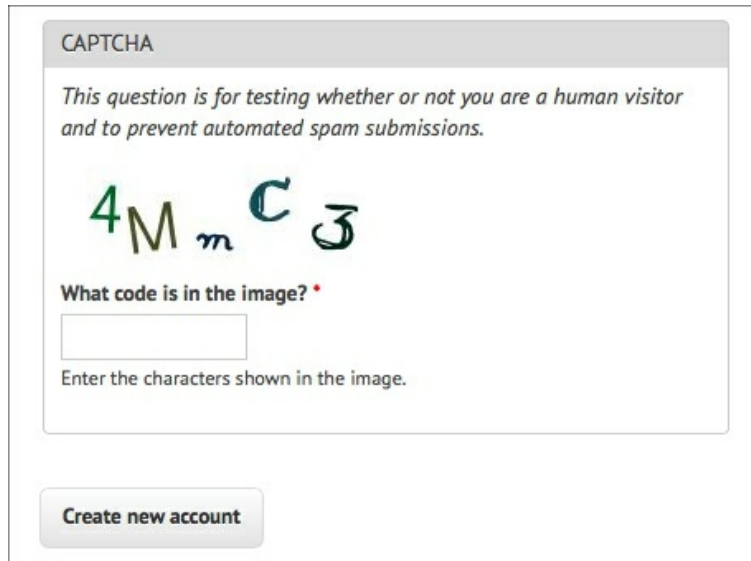 CAPTCHA
This question is for testing whether or not you are a human visitor
and to prevent automated spam submissions.
4MmC3
What code is in the image? *
Enter the characters shown in the image.
Create new account